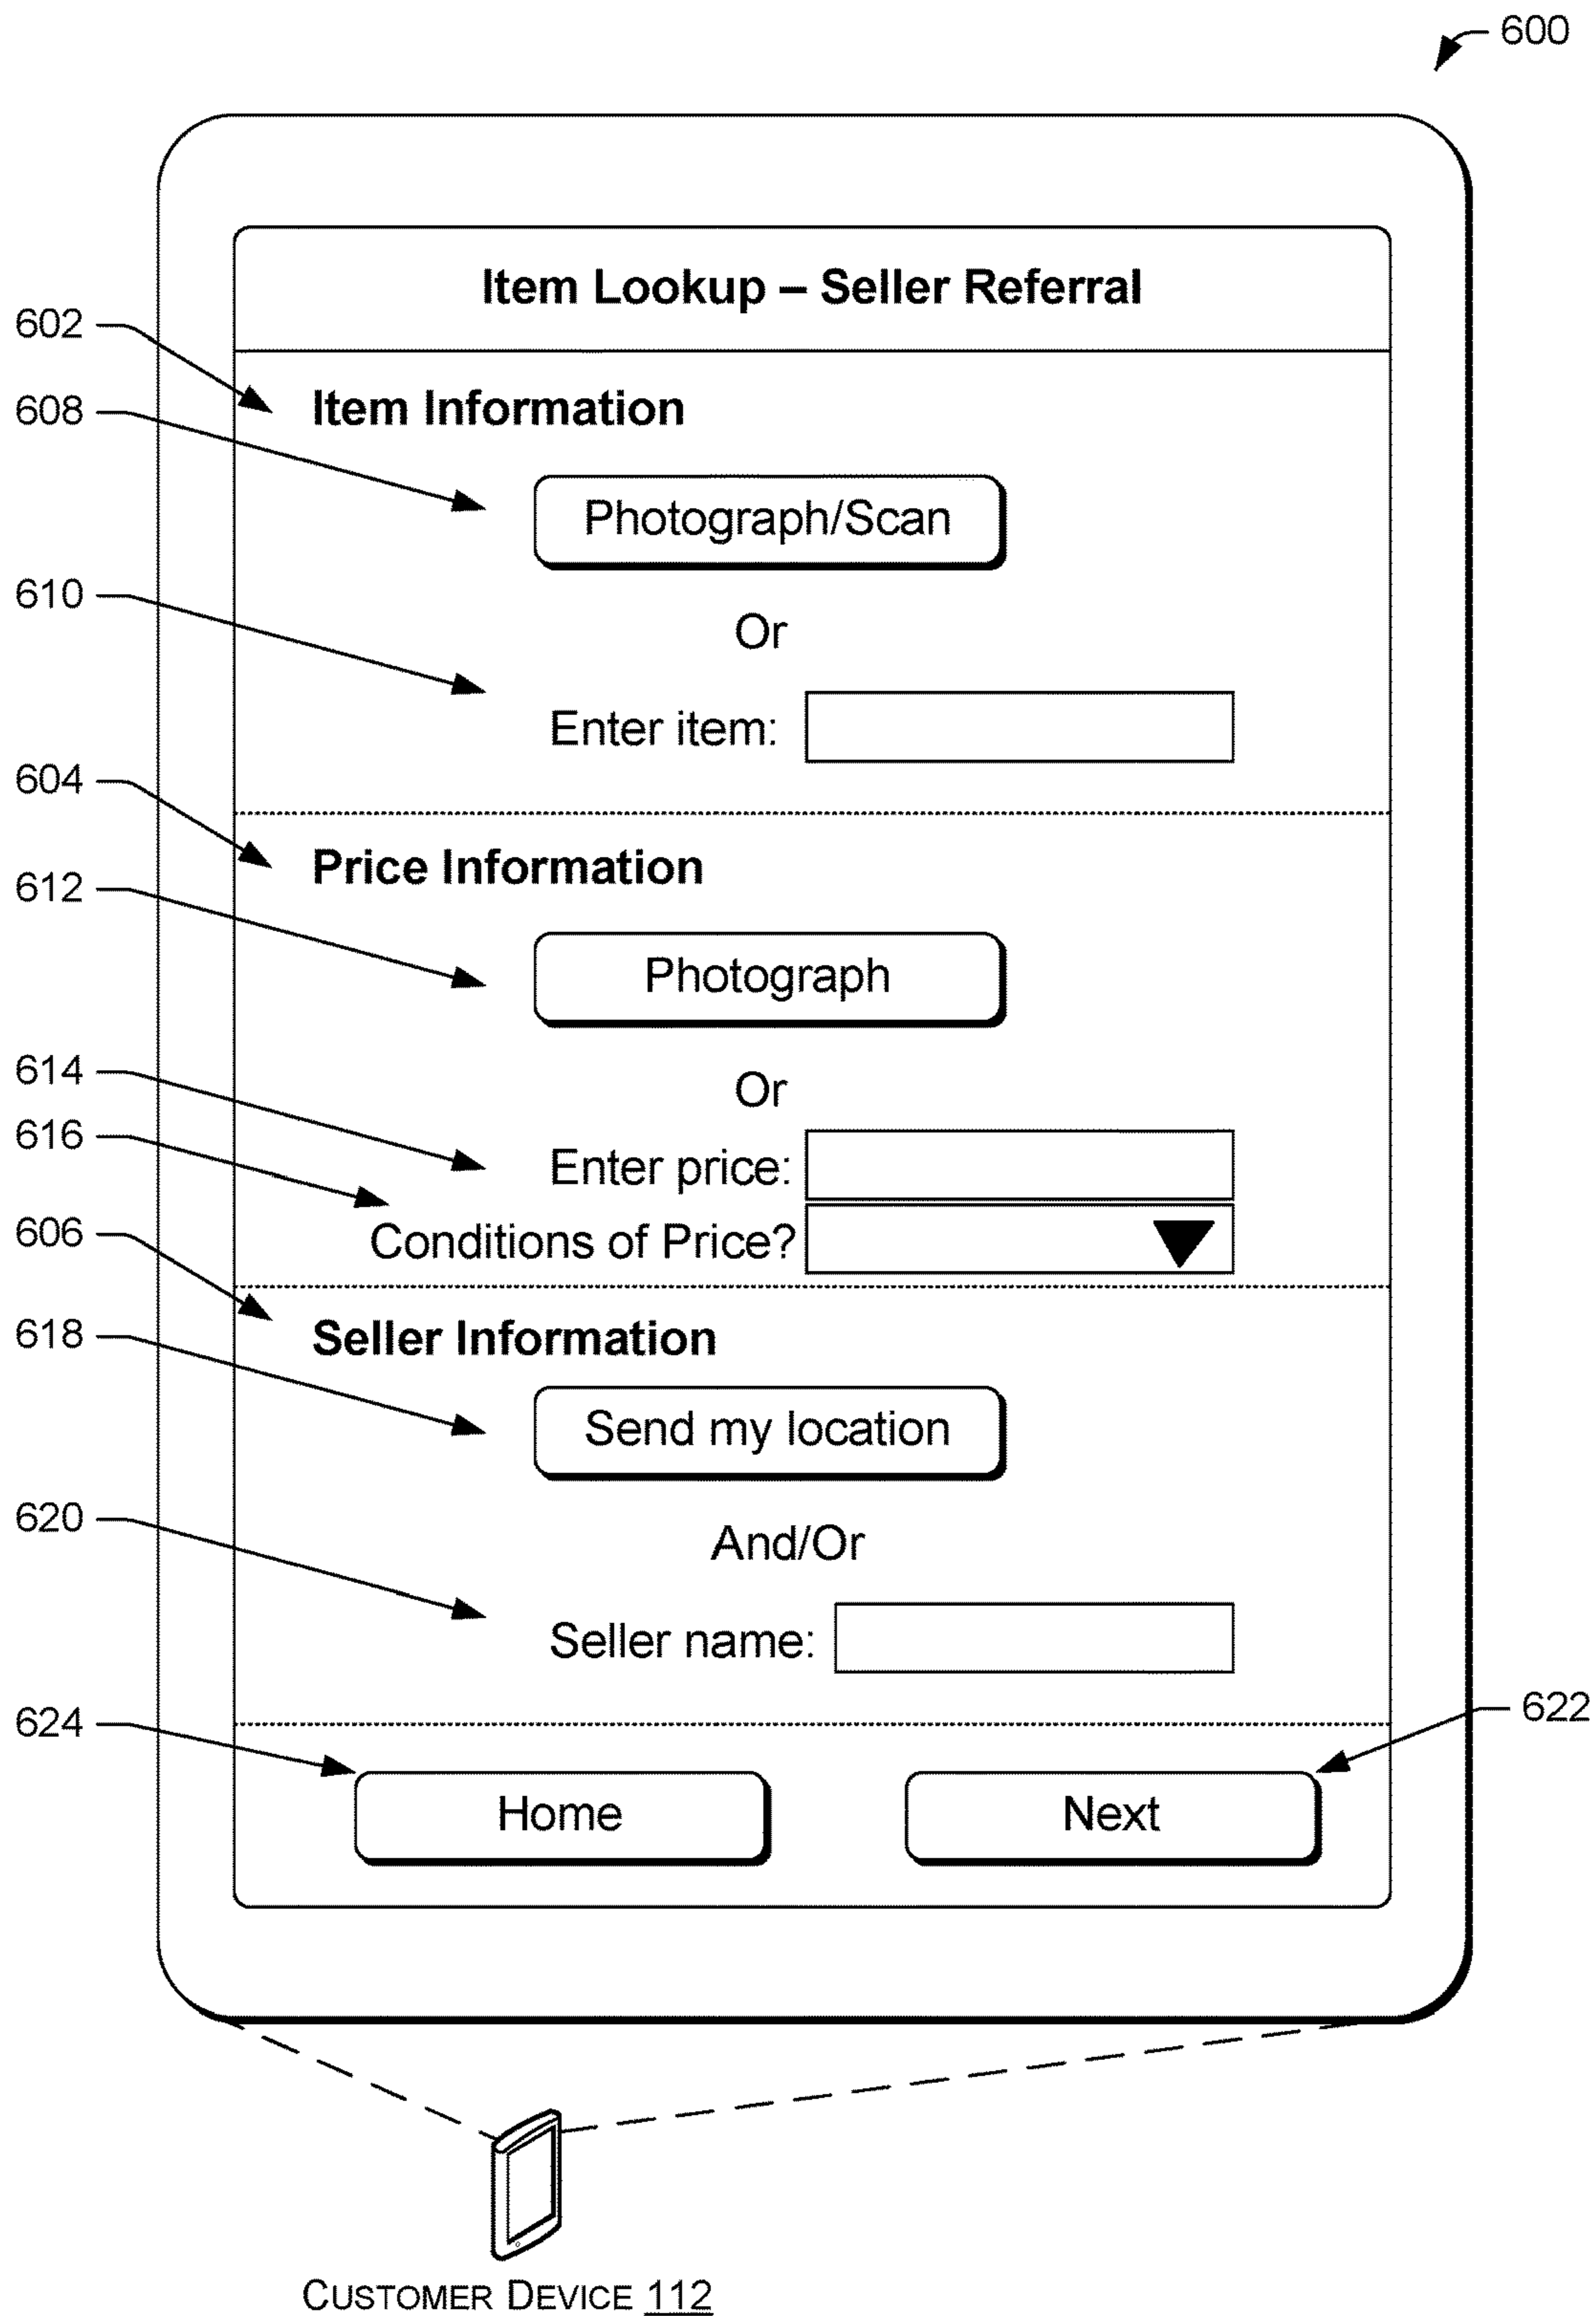 600
Item Lookup – Seller Referral
602
Item Information
608
Photograph/Scan
610
Or
Enter item:
604
Price Information
612
Photograph
614
Or
616
Enter price:
606
Conditions of Price?
618
Seller Information
Send my location
620
And/Or
Seller name:
624
622
Home
Next
CUSTOMER DEVICE 112